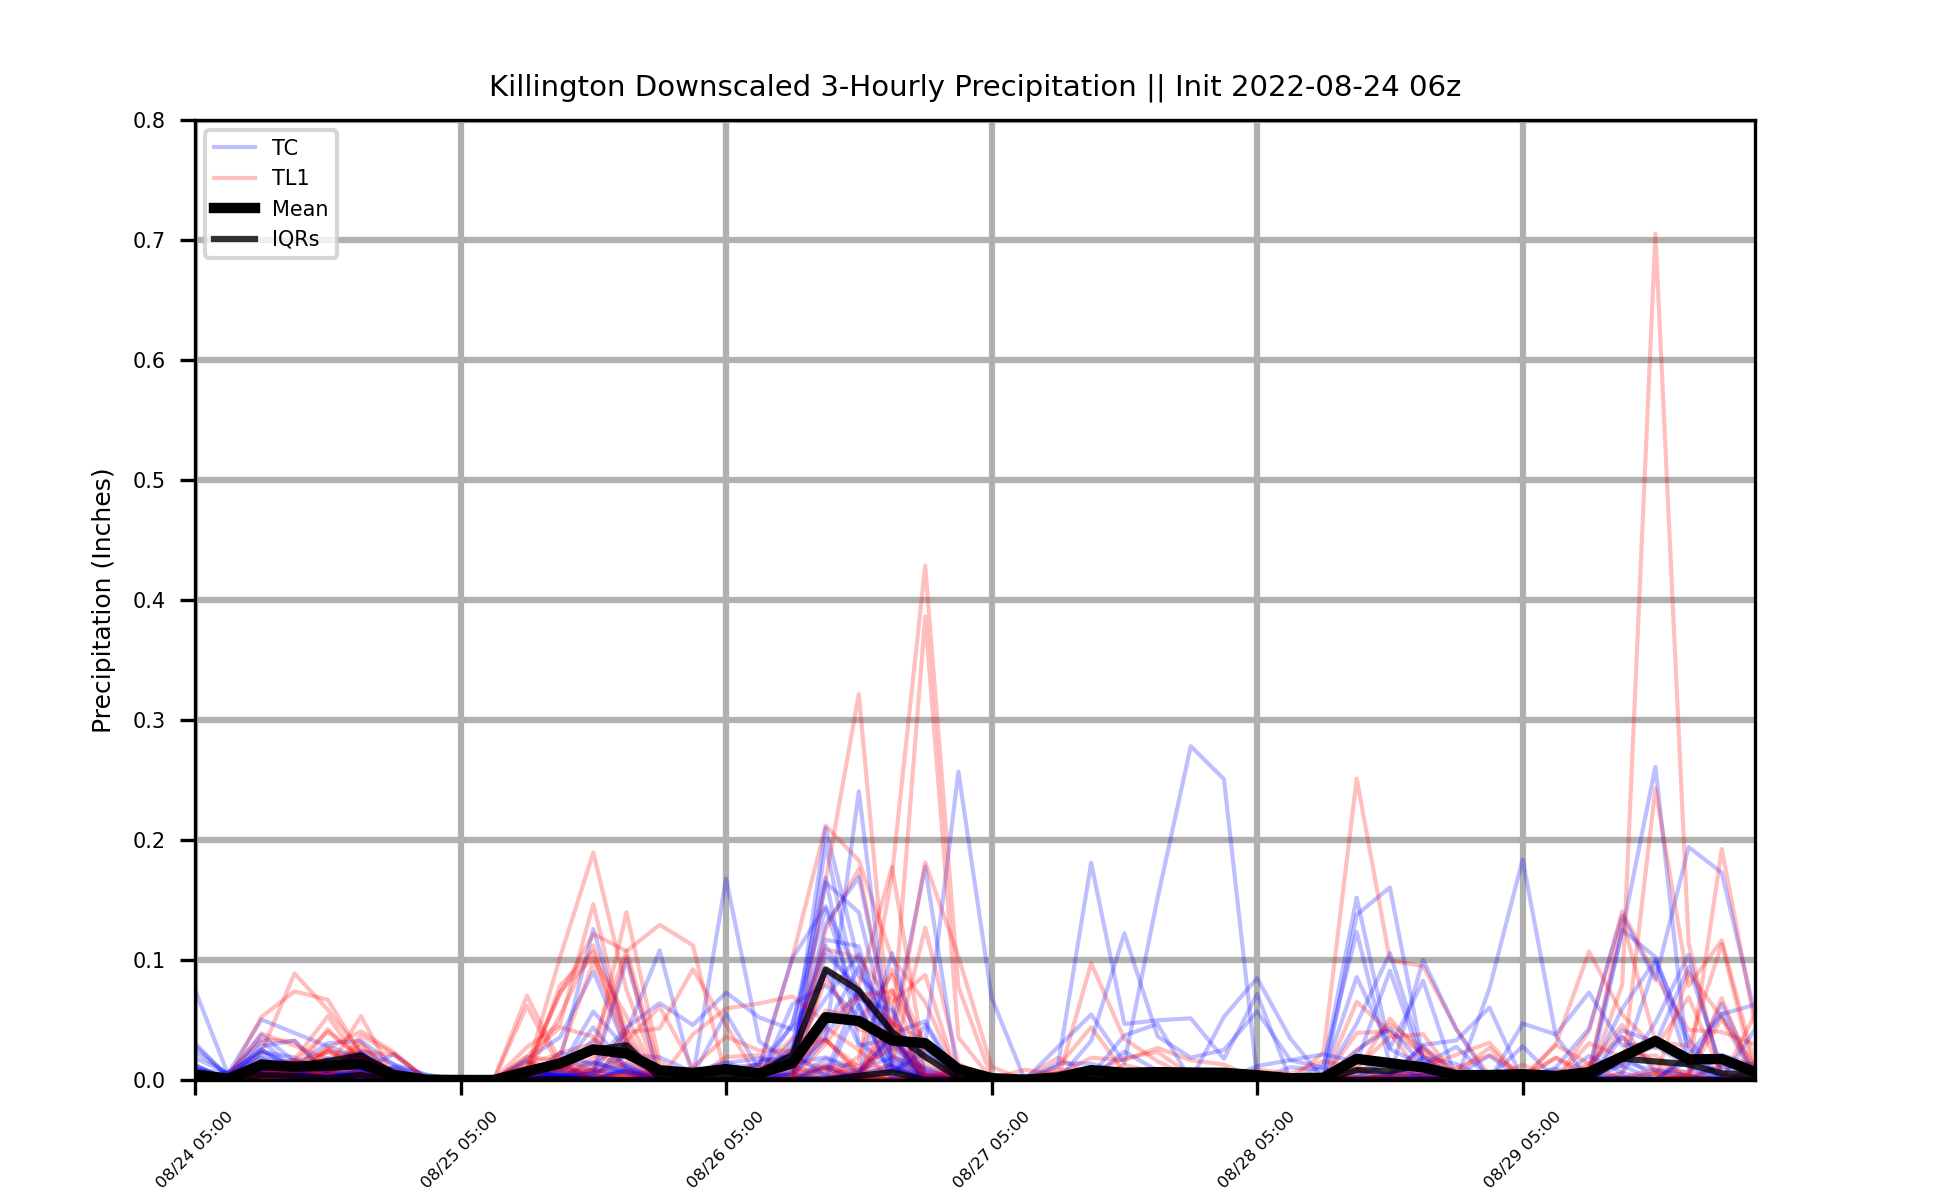 Killington Downscaled 3-Hourly Precipitation || Init 2022-08-24 06z
Precipitation (Inches)
0.8
0.7
0.6
0.5
0.4
0.3
0.2
0.1
0.0
TC
TL1
Mean
IQRs
08/24 05:00
08/25 05:00
08/26 05:00
08/27 05:00
08/28 05:00
08/29 05:00